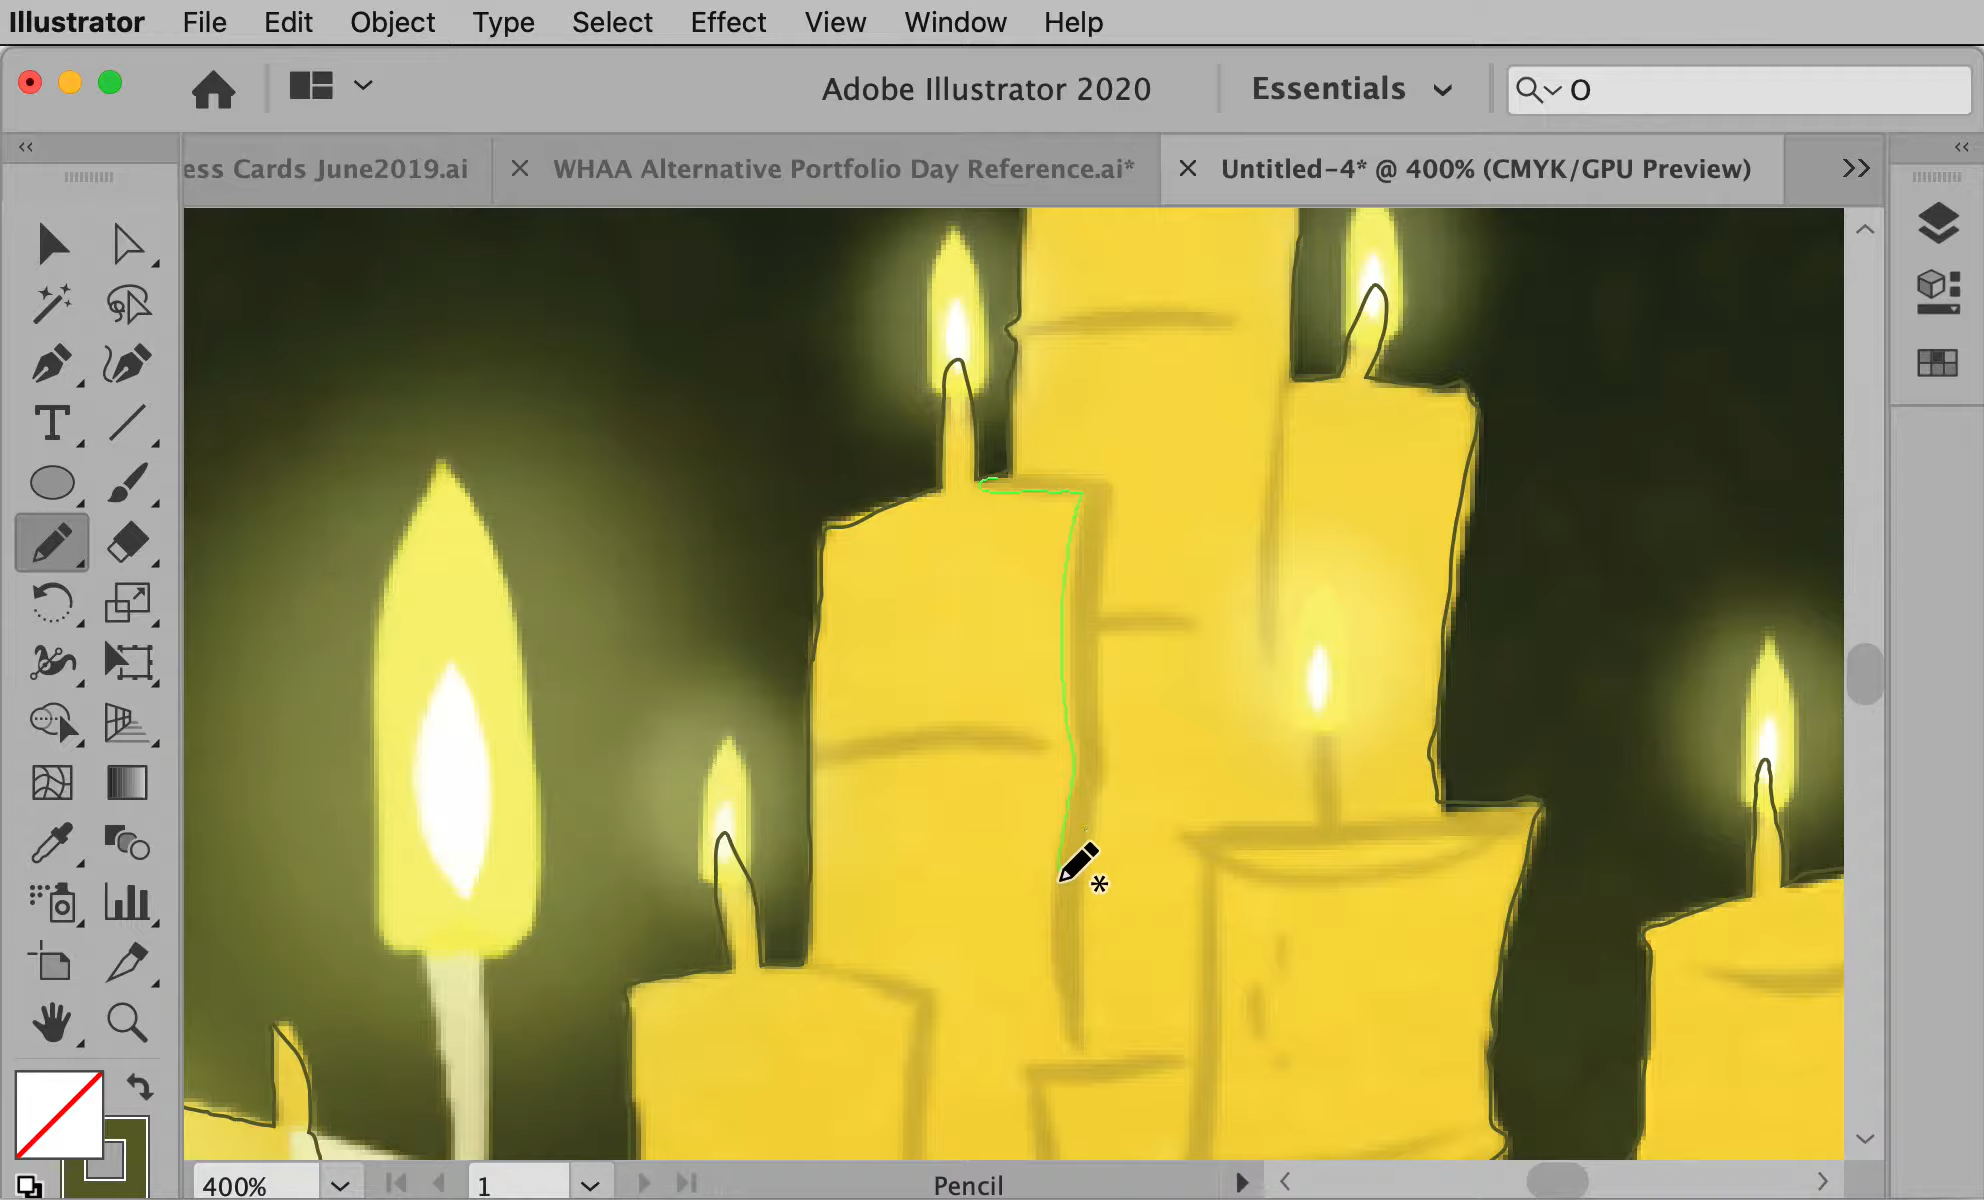 Illustrator File Edit Object Type Select Effect View Window Help
Adobe Illustrator 2020 Essentials O
ess Cards June2019.ai WHAA Alternative Portfolio Day Reference.ai* Untitled-4* @ 400% (CMYK/GPU Preview)
400% 1 Pencil